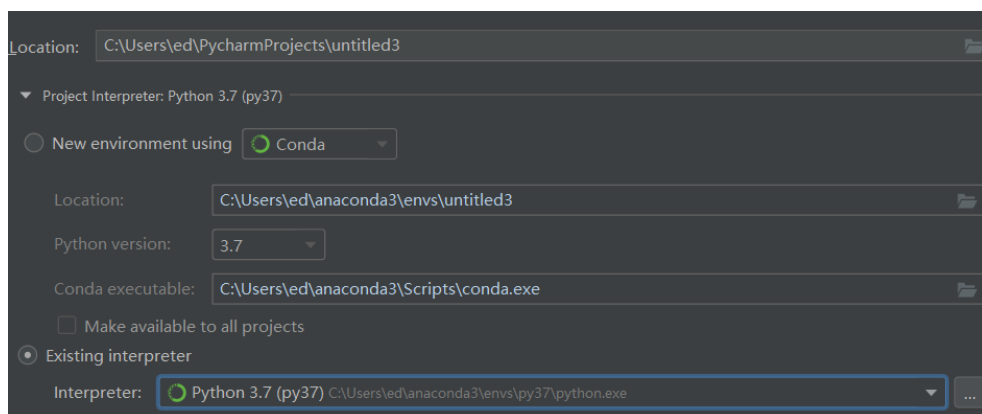 Location: C:\Users\ed\PycharmProjects\untitled3
Project Interpreter: Python 3.7 (py37)
New environment using Conda
Location: C:\Users\ed\anaconda3\envs\untitled3
Python version: 3.7
Conda executable: C:\Users\ed\anaconda3\Scripts\conda.exe
Make available to all projects
Existing interpreter
Interpreter: Python 3.7 (py37) C:\Users\ed\anaconda3\envs\py37\python.exe ...